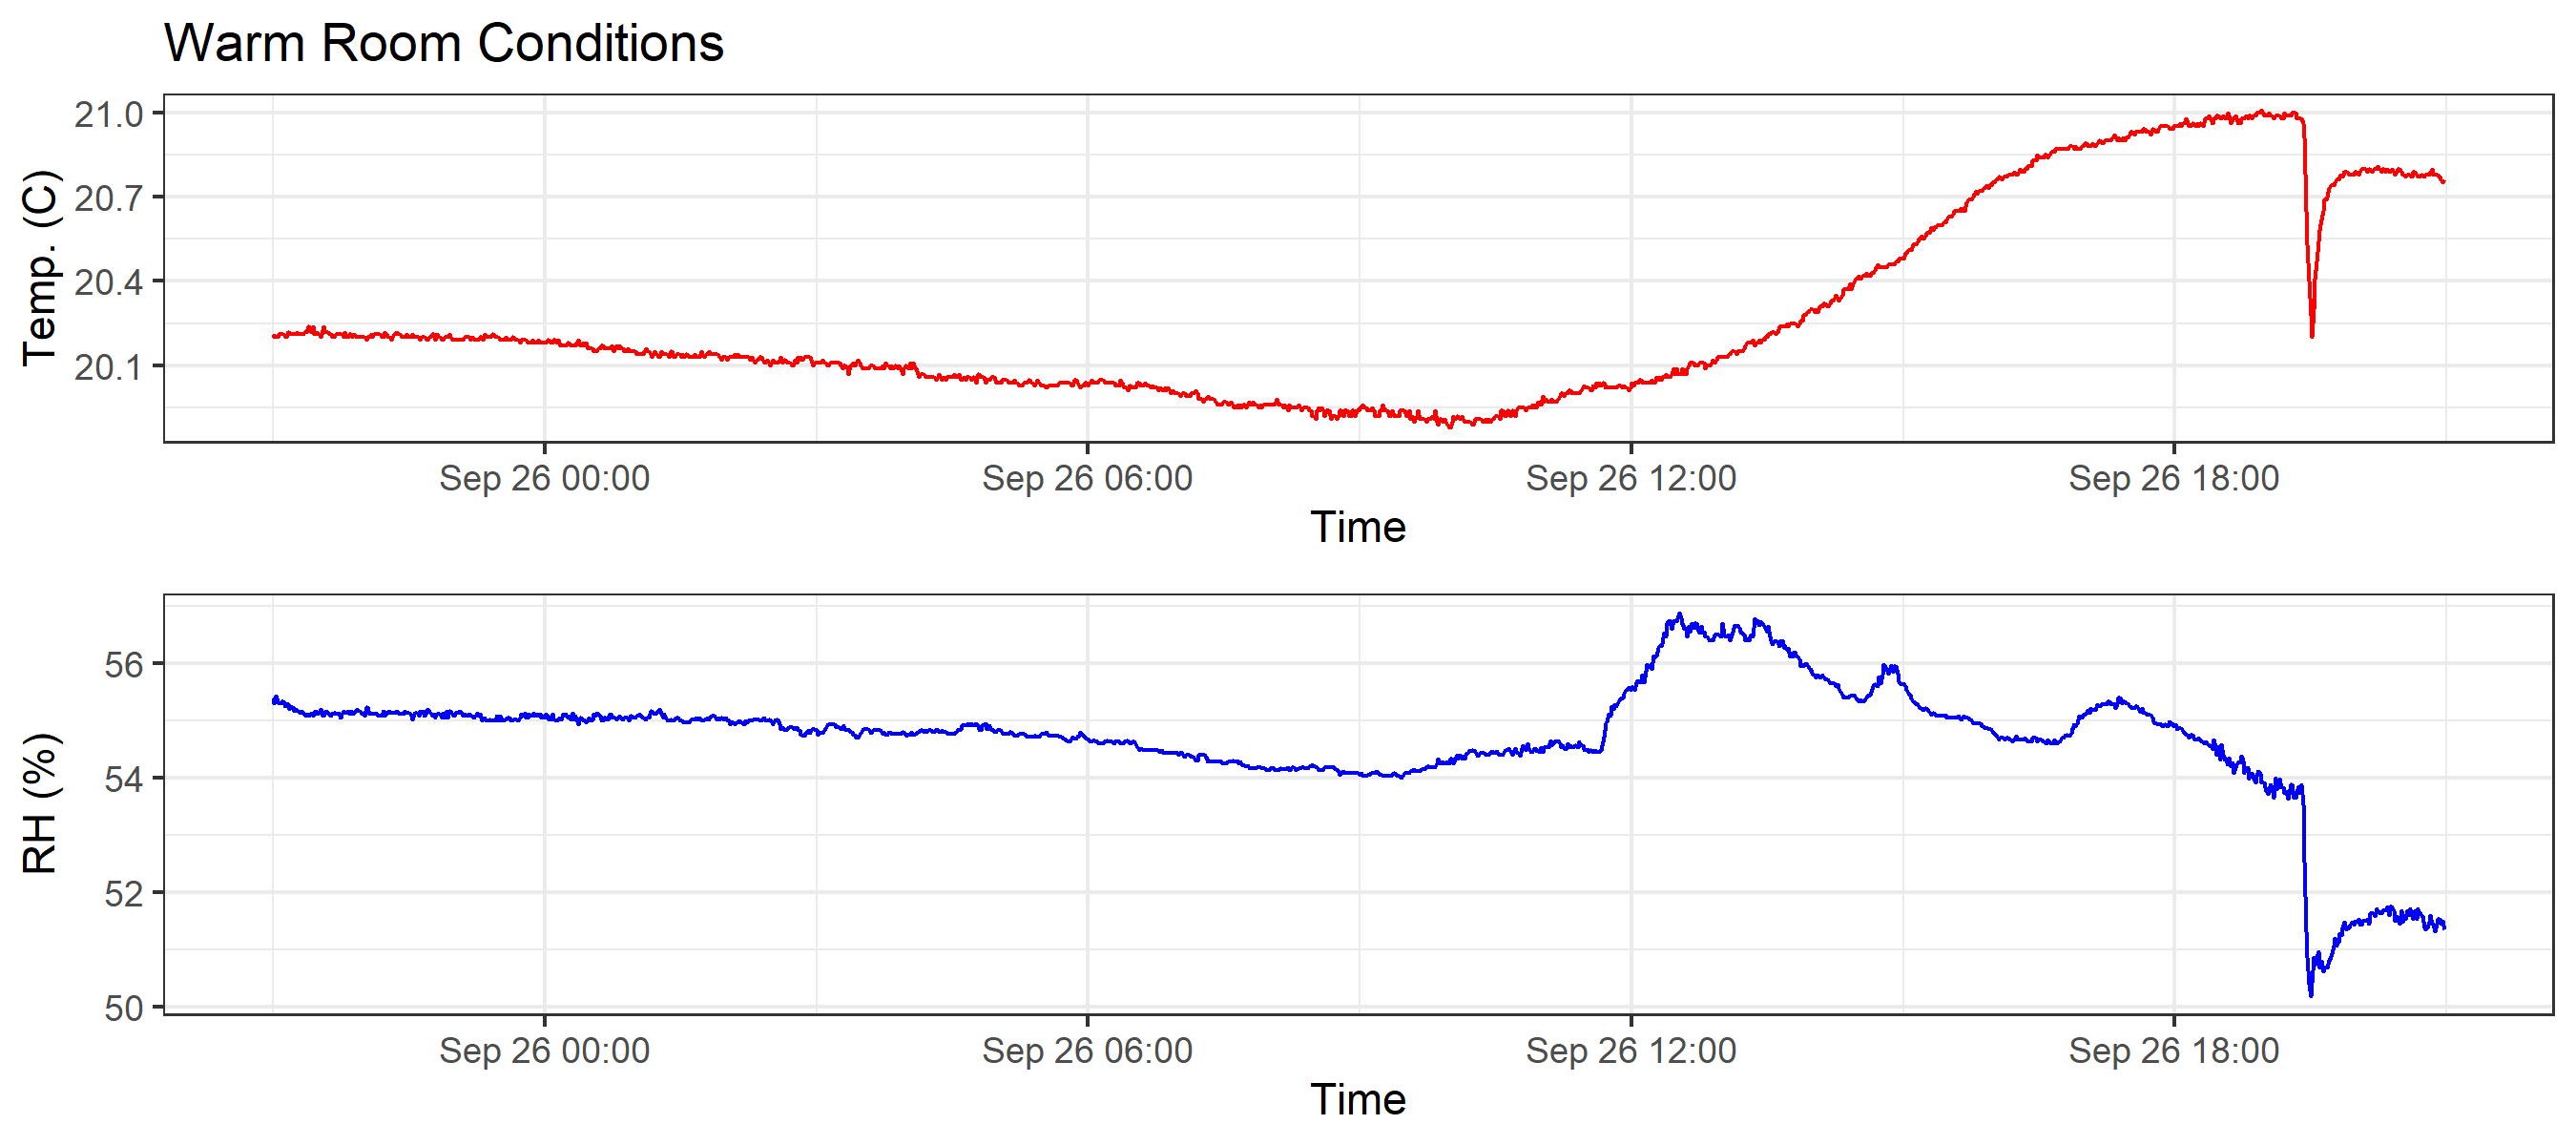 Warm Room Conditions
Temp. (C)
21.0
20.7
20.4
20.1
Sep 26 00:00 Sep 26 06:00 Sep 26 12:00 Sep 26 18:00
Time
RH (%)
56
54
52
50
Sep 26 00:00 Sep 26 06:00 Sep 26 12:00 Sep 26 18:00
Time